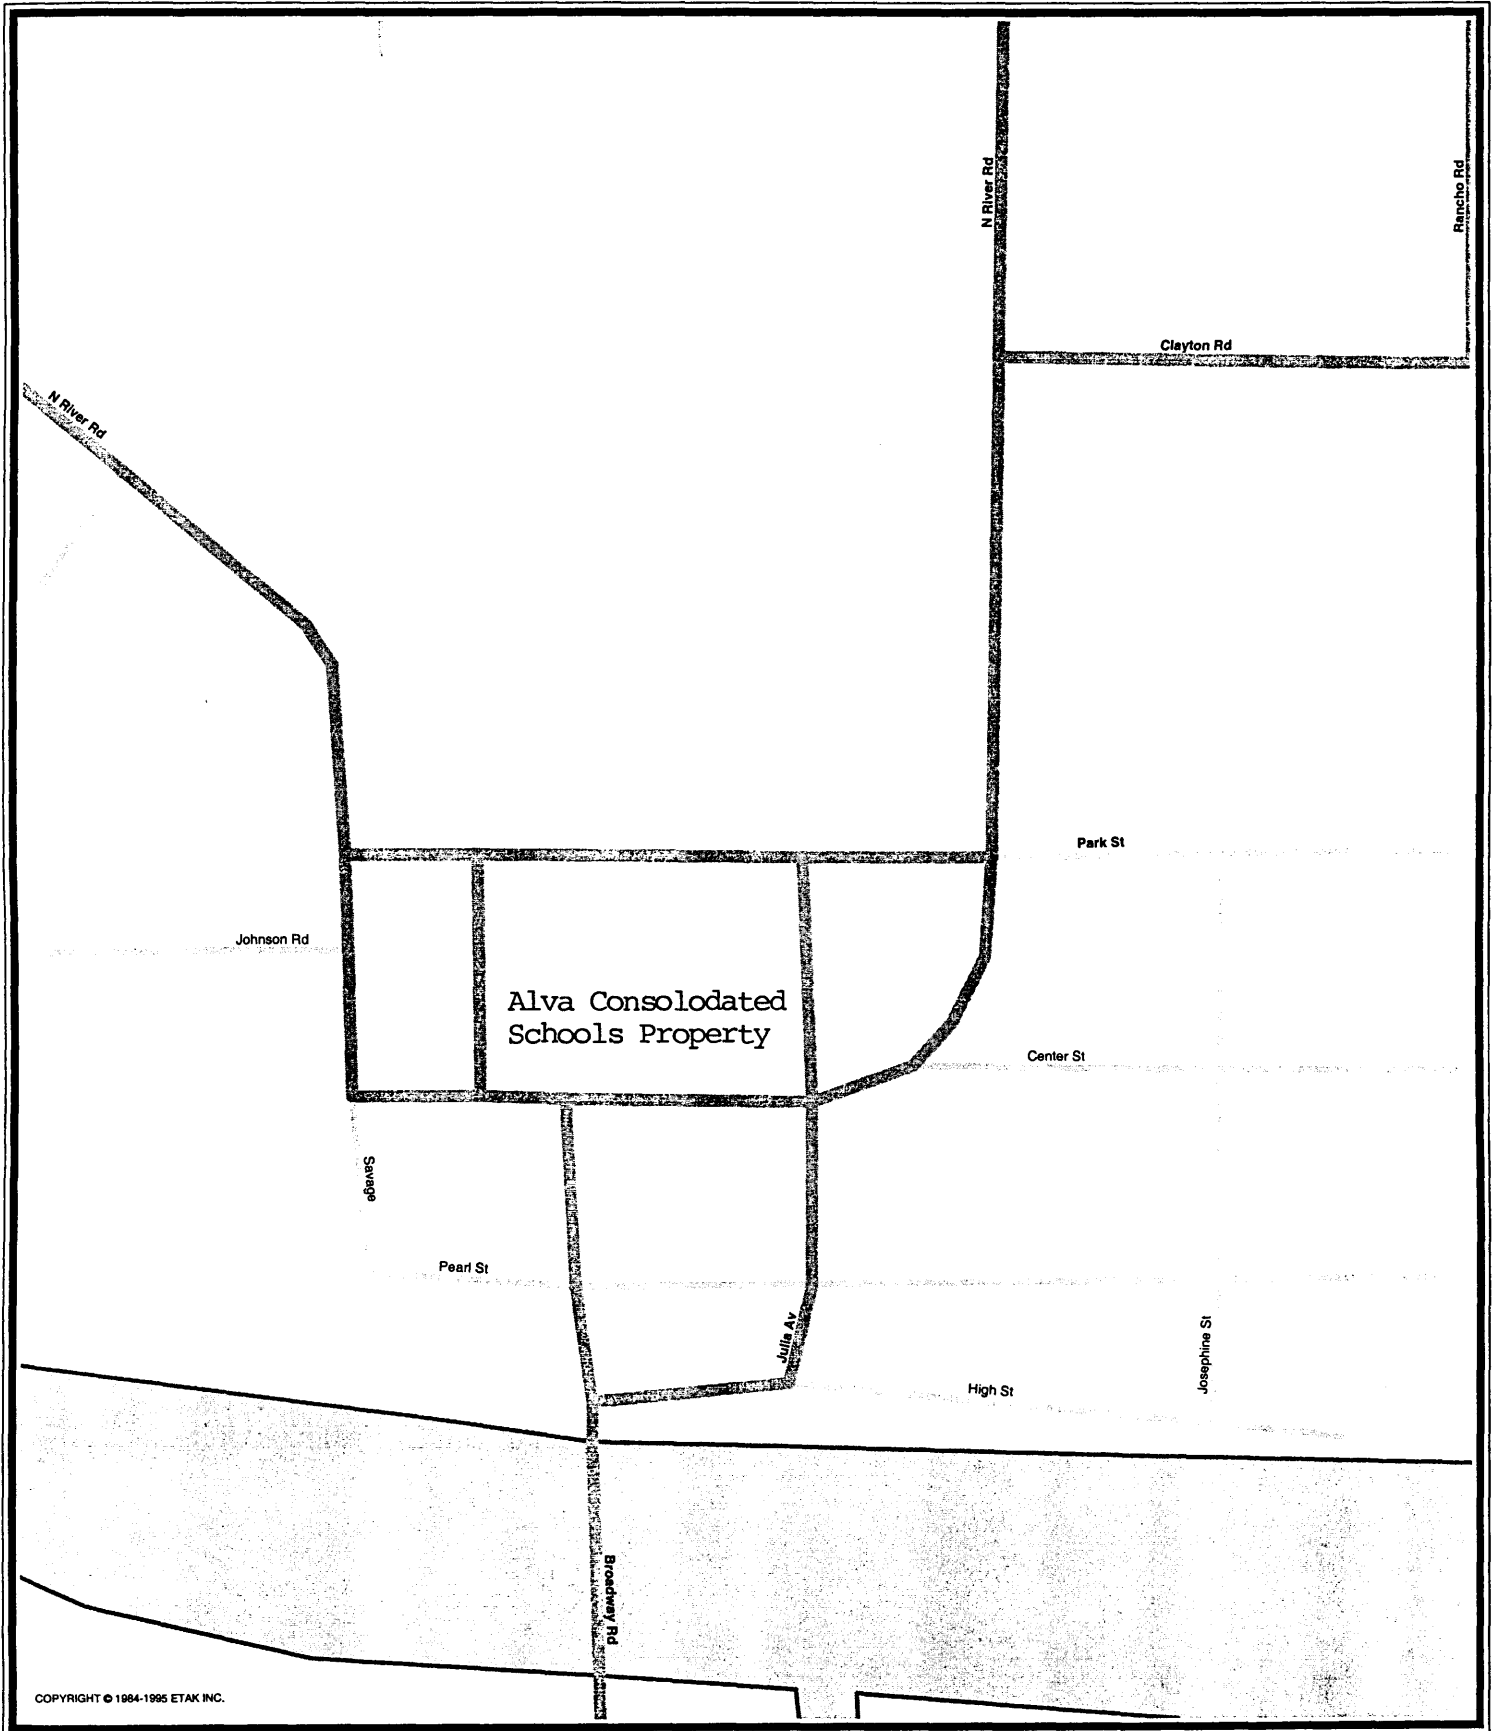 N River Rd
Rancho Rd
Clayton Rd
N River Rd
Park St
Johnson Rd
Alva Consolodated
Schools Property
Center St
Savage
Pearl St
Julia Av
Josephine St
High St
Broadway Rd
COPYRIGHT © 1984-1995 ETAK INC.